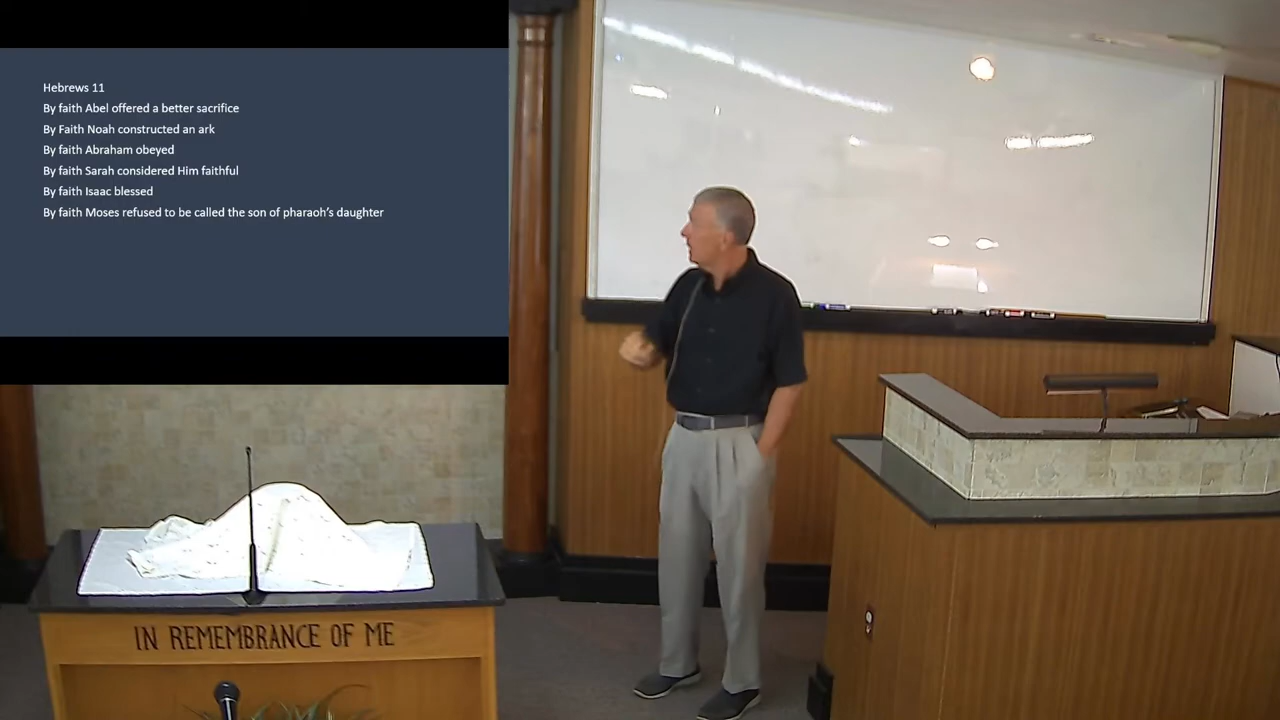 Hebrews 11
By faith Abel offered a better sacrifice
By Faith Noah constructed an ark
By faith Abraham obeyed
By faith Sarah considered Him faithful
By faith Isaac blessed
By faith Moses refused to be called the son of pharaoh's daughter
IN REMEMBRANCE OF ME